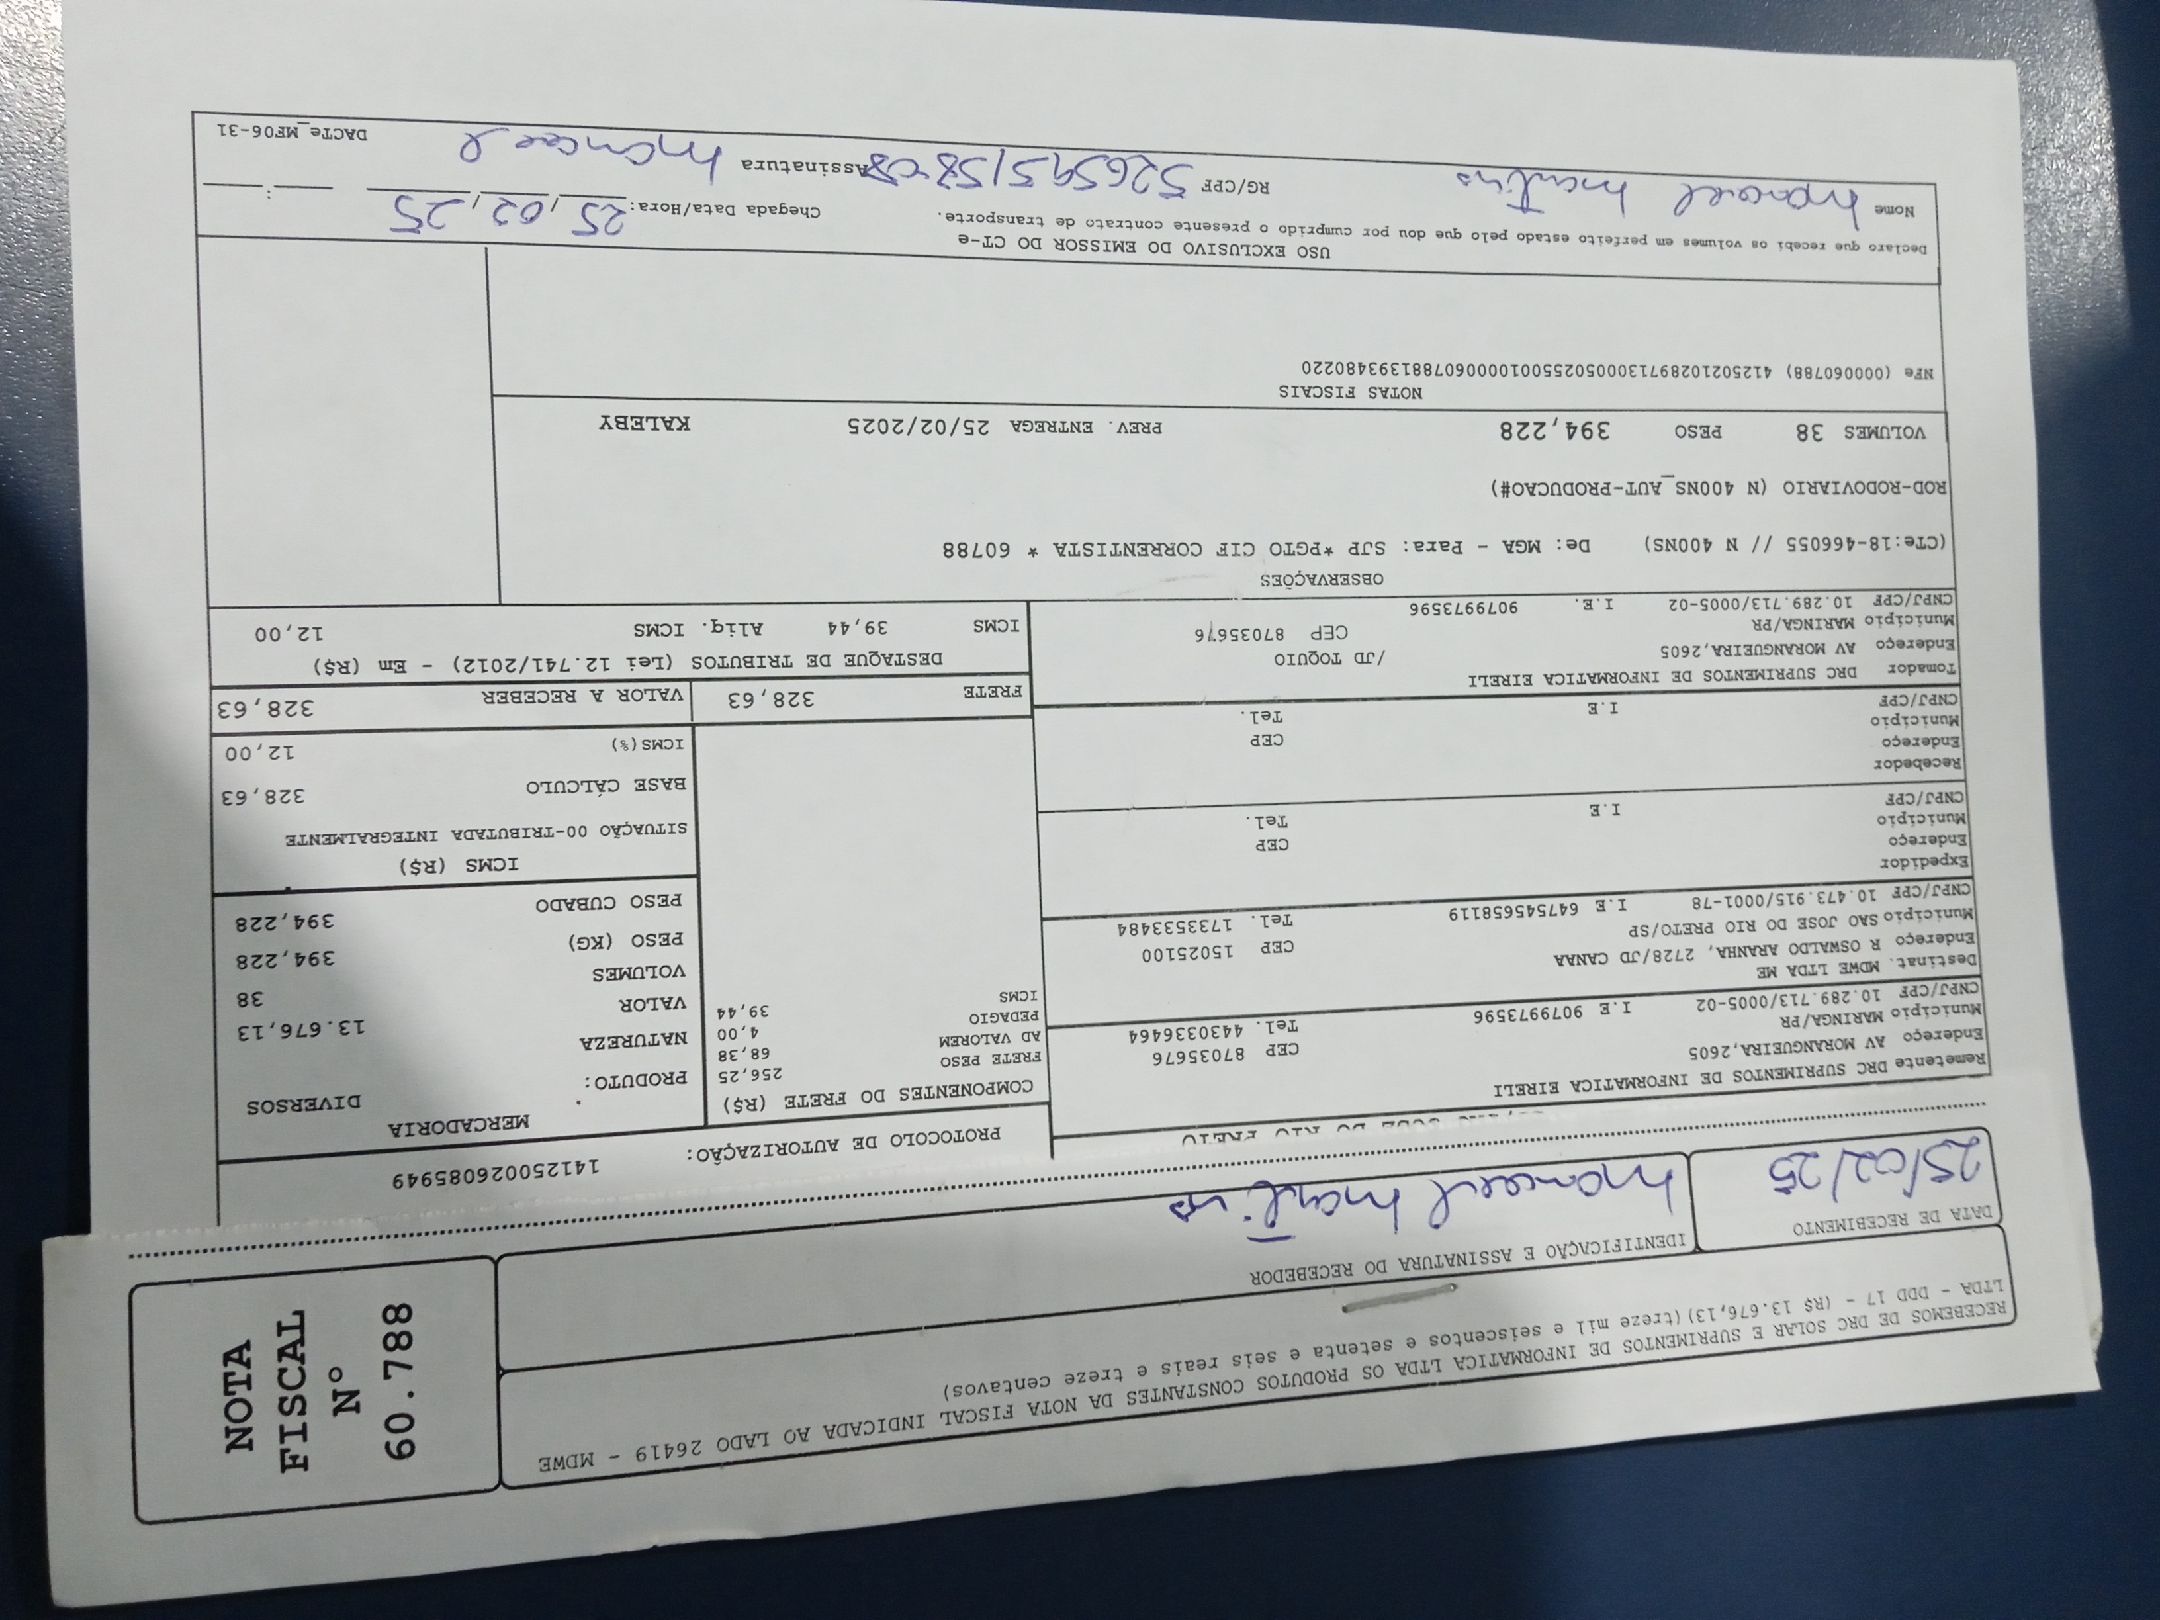 NOTA
FISCAL
Nº
60.788
RECEBEMOS DE DRC SOLAR E SUPRIMENTOS DE INFORMATICA LTDA OS PRODUTOS CONSTANTES DA NOTA FISCAL INDICADA AO LADO 26419 - MDWE
LTDA - DDD 17 - (R$ 13.676,13)(treze mil e seiscentos e setenta e seis reais e treze centavos)
DATA DE RECEBIMENTO
25/02/25
IDENTIFICAÇÃO E ASSINATURA DO RECEBEDOR
Manoel Martins
PROTOCOLO DE AUTORIZAÇÃO: 141250026085949
Remetente DRC SUPRIMENTOS DE INFORMATICA EIRELI
Endereço AV MORANGUEIRA,2605 CEP 87035676
Município MARINGA/PR Tel. 4430336464
CNPJ/CPF 10.289.713/0005-02 I.E 9079973596
Destinat. MDWE LTDA ME
Endereço R OSWALDO ARANHA, 2728/JD CANAA CEP 15025100
Município SAO JOSE DO RIO PRETO/SP Tel. 1733533484
CNPJ/CPF 10.473.915/0001-78 I.E 647545658119
Expedidor
Endereço CEP
Município Tel.
CNPJ/CPF I.E
Recebedor
Endereço CEP
Município Tel.
CNPJ/CPF I.E
Tomador DRC SUPRIMENTOS DE INFORMATICA EIRELI
Endereço AV MORANGUEIRA,2605 /JD TOQUIO
Município MARINGA/PR CEP 87035676
CNPJ/CPF 10.289.713/0005-02 I.E. 9079973596
COMPONENTES DO FRETE (R$)
FRETE PESO 256,25
AD VALOREM 68,38
PEDAGIO 4,00
ICMS 39,44
MERCADORIA
PRODUTO: DIVERSOS
NATUREZA
VALOR 13.676,13
VOLUMES 38
PESO (KG) 394,228
PESO CUBADO 394,228
ICMS (R$)
SITUAÇÃO 00-TRIBUTADA INTEGRALMENTE
BASE CÁLCULO 328,63
ICMS(%) 12,00
FRETE 328,63 VALOR A RECEBER 328,63
DESTAQUE DE TRIBUTOS (Lei 12.741/2012) - Em (R$)
ICMS 39,44 Aliq. ICMS 12,00
OBSERVAÇÕES
(CTe:18-466055 // N 400NS) De: MGA - Para: SJP *PGTO CIF CORRENTISTA * 60788
ROD-RODOVIARIO (N 400NS_AUT-PRODUCAO#)
VOLUMES 38 PESO 394,228 PREV. ENTREGA 25/02/2025 KALEBY
NOTAS FISCAIS
NFe (000060788) 41250210289713000502550010000607881393480220
USO EXCLUSIVO DO EMISSOR DO CT-e
Declaro que recebi os volumes em perfeito estado pelo que dou por cumprido o presente contrato de transporte. Chegada Data/Hora: 25/02/25 :
Nome Manoel Martins RG/CPF Assinatura Manoel
DACTe_MF06-31